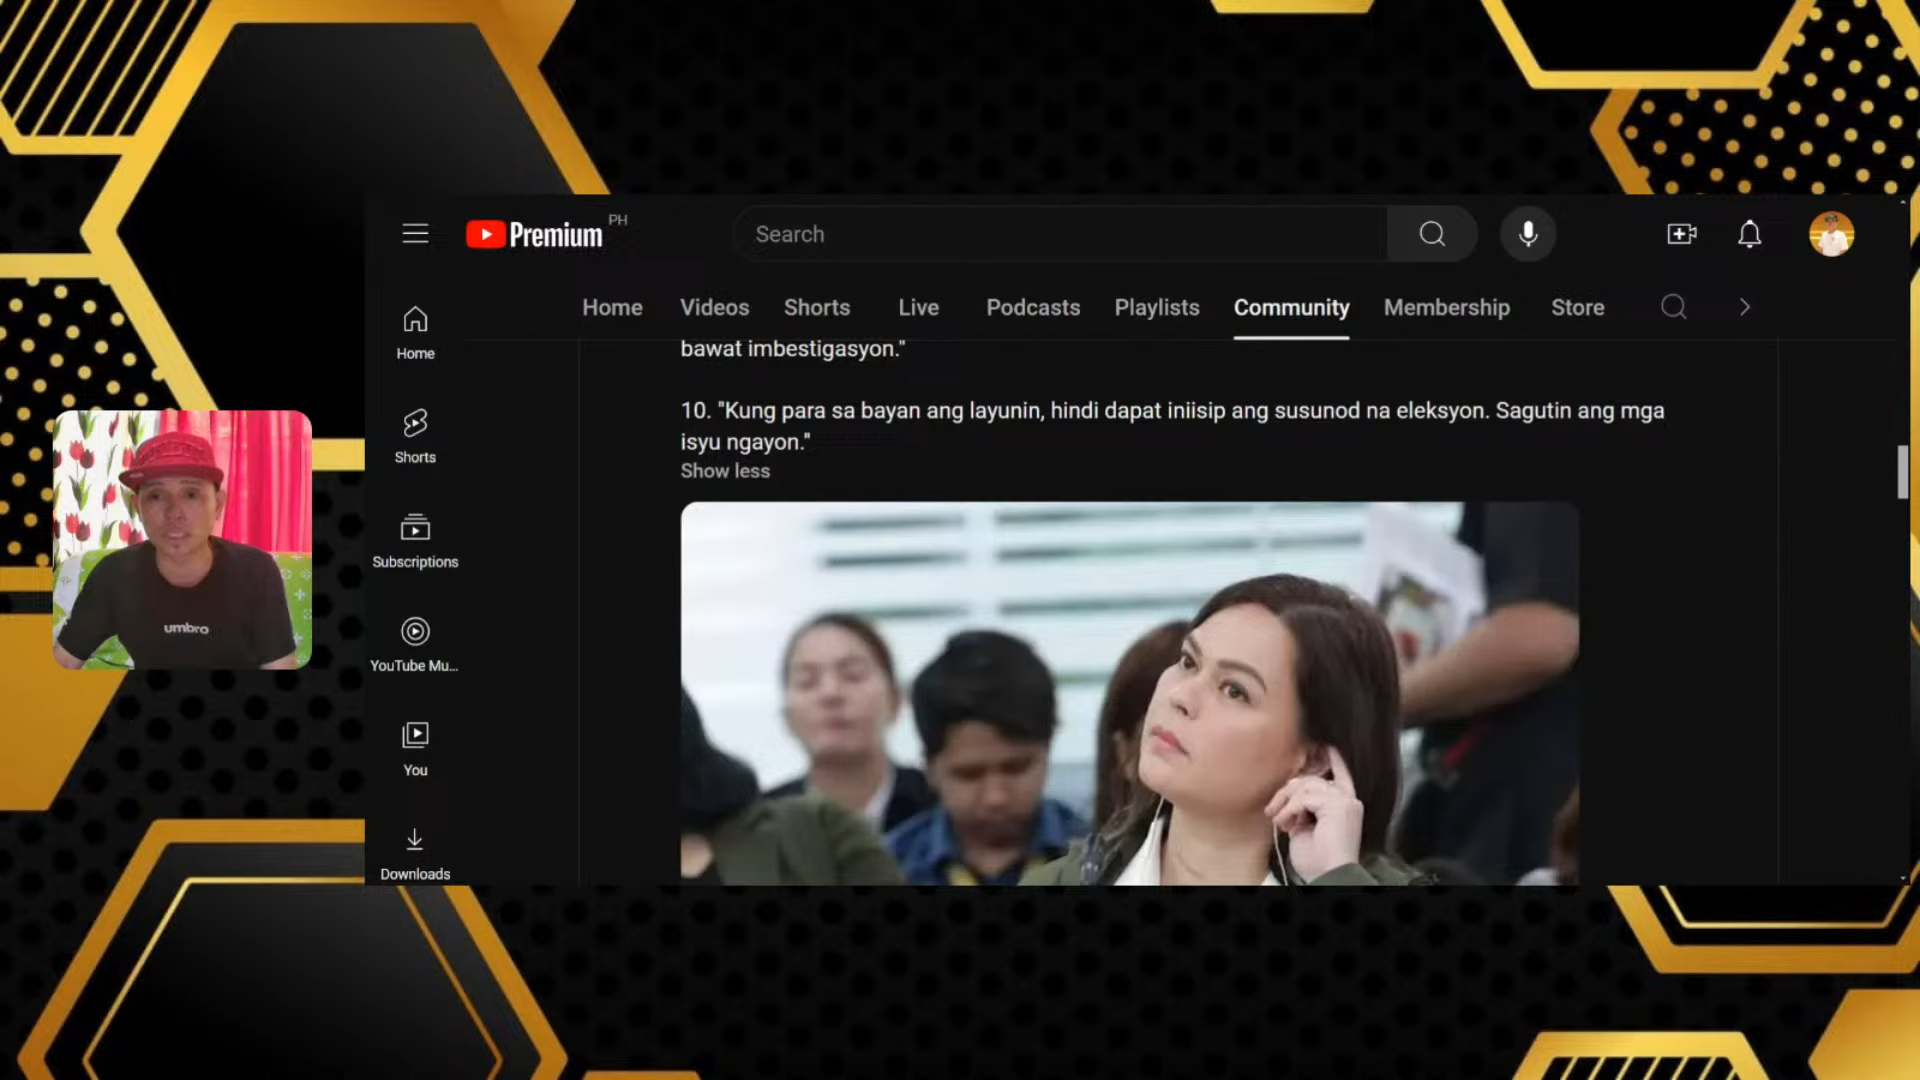 Premium PH
Search
Home Videos Shorts Live Podcasts Playlists Community Membership Store
Home
Shorts
Subscriptions
YouTube Mu...
You
Downloads
bawat imbestigasyon."
10. "Kung para sa bayan ang layunin, hindi dapat iniisip ang susunod na eleksyon. Sagutin ang mga
isyu ngayon."
Show less
umbro